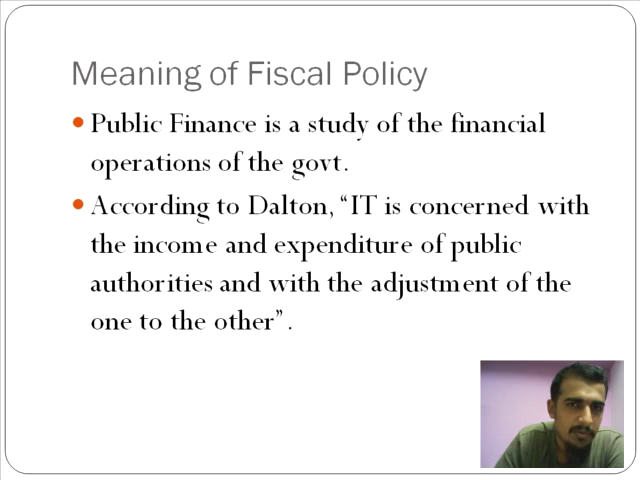 Meaning of Fiscal Policy
Public Finance is a study of the financial
operations of the govt.
According to Dalton, “IT is concerned with
the income and expenditure of public
authorities and with the adjustment of the
one to the other”.